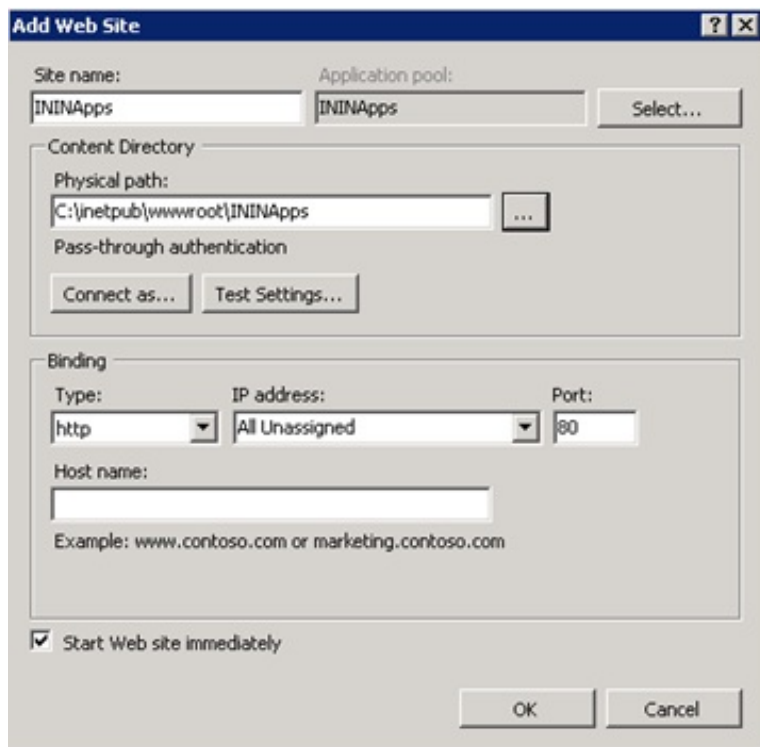 Add Web Site
Site name: Application pool:
ININApps ININApps Select...
Content Directory
Physical path:
C:\inetpub\wwwroot\ININApps ...
Pass-through authentication
Connect as... Test Settings...
Binding
Type: IP address: Port:
http All Unassigned 80
Host name:
Example: www.contoso.com or marketing.contoso.com
Start Web site immediately
OK Cancel